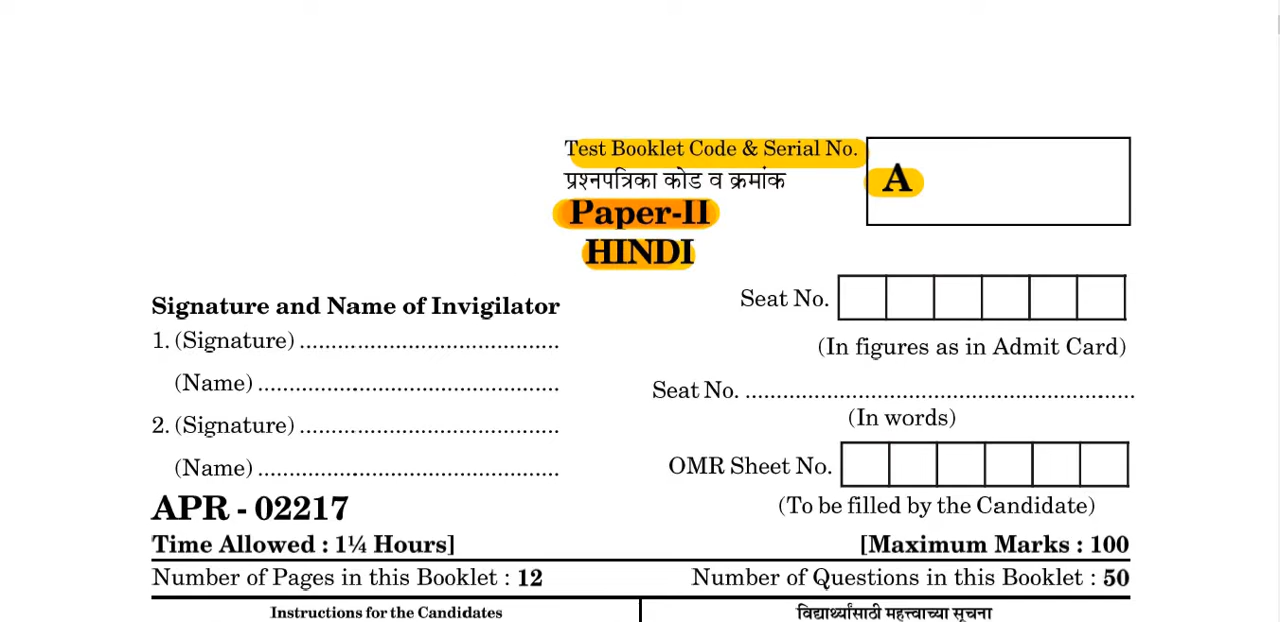 Test Booklet Code & Serial No.
प्रश्नपत्रिका कोड व क्रमांक
A
Paper-II
HINDI
Signature and Name of Invigilator
Seat No.
1. (Signature) .........................................
(In figures as in Admit Card)
(Name) ................................................
Seat No. ..............................................................
(In words)
2. (Signature) .........................................
OMR Sheet No.
(Name) ................................................
(To be filled by the Candidate)
APR - 02217
Time Allowed : 1¼ Hours] [Maximum Marks : 100
Number of Pages in this Booklet : 12 Number of Questions in this Booklet : 50
Instructions for the Candidates विद्यार्थ्यांसाठी महत्त्वाच्या सूचना